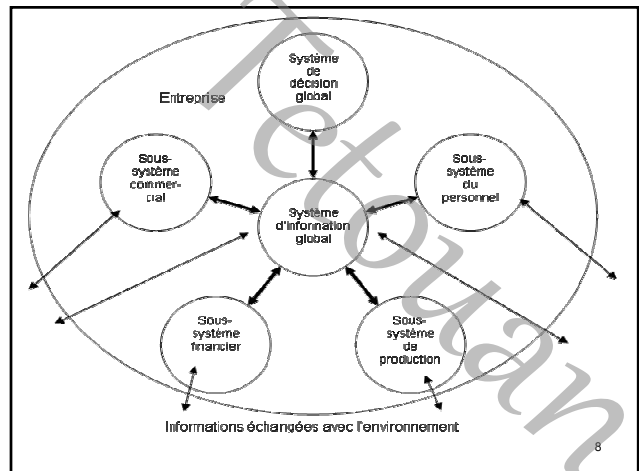 Système
de
décision
global
Entreprise
Sous-
système
commer-
cial
Sous-
système
du
personnel
Système
d'information
global
Sous-
système
financier
Sous-
système
de
production
Informations échangées avec l'environnement
8
Tetouan